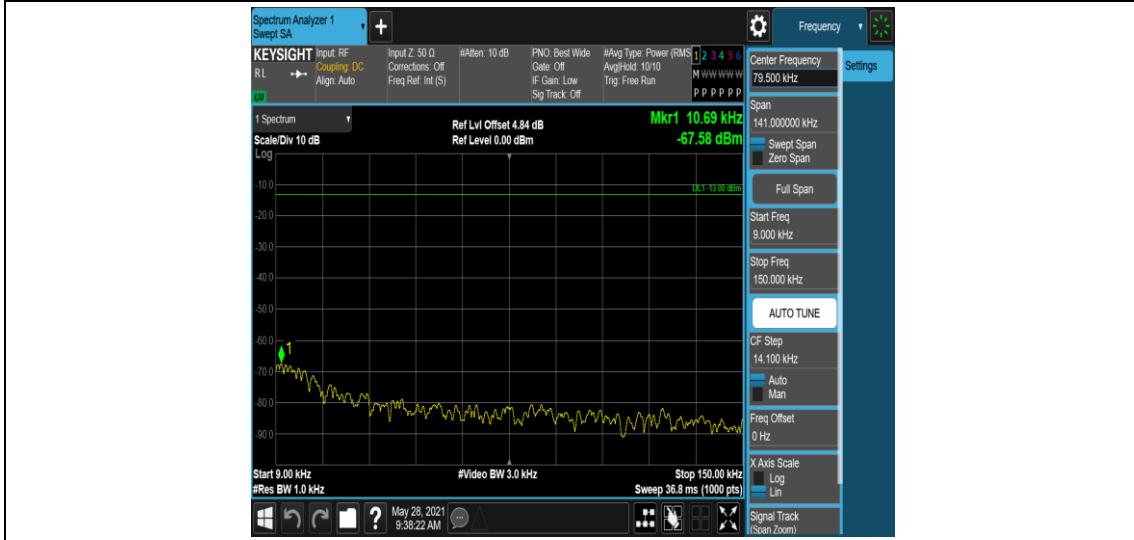 Spectrum Analyzer 1
Swept SA
+
Frequency
KEYSIGHT
RL
LXI
Input: RF
Coupling: DC
Align: Auto
Input Z: 50 Ω
Corrections: Off
Freq Ref: Int (S)
#Atten: 10 dB
PNO: Best Wide
Gate: Off
IF Gain: Low
Sig Track: Off
#Avg Type: Power (RMS
Avg|Hold: 10/10
Trig: Free Run
1 2 3 4 5 6
M W W W W W
P P P P P P
1 Spectrum
Scale/Div 10 dB
Log
Ref Lvl Offset 4.84 dB
Ref Level 0.00 dBm
Mkr1 10.69 kHz
-67.58 dBm
DL1 -13.00 dBm
-10.0
-20.0
-30.0
-40.0
-50.0
-60.0
1
-70.0
-80.0
-90.0
Start 9.00 kHz
#Video BW 3.0 kHz
Stop 150.00 kHz
#Res BW 1.0 kHz
Sweep 36.8 ms (1000 pts)
Center Frequency
79.500 kHz
Settings
Span
141.000000 kHz
Swept Span
Zero Span
Full Span
Start Freq
9.000 kHz
Stop Freq
150.000 kHz
AUTO TUNE
CF Step
14.100 kHz
Auto
Man
Freq Offset
0 Hz
X Axis Scale
Log
Lin
Signal Track
(Span Zoom)
?
May 28, 2021
9:38:22 AM